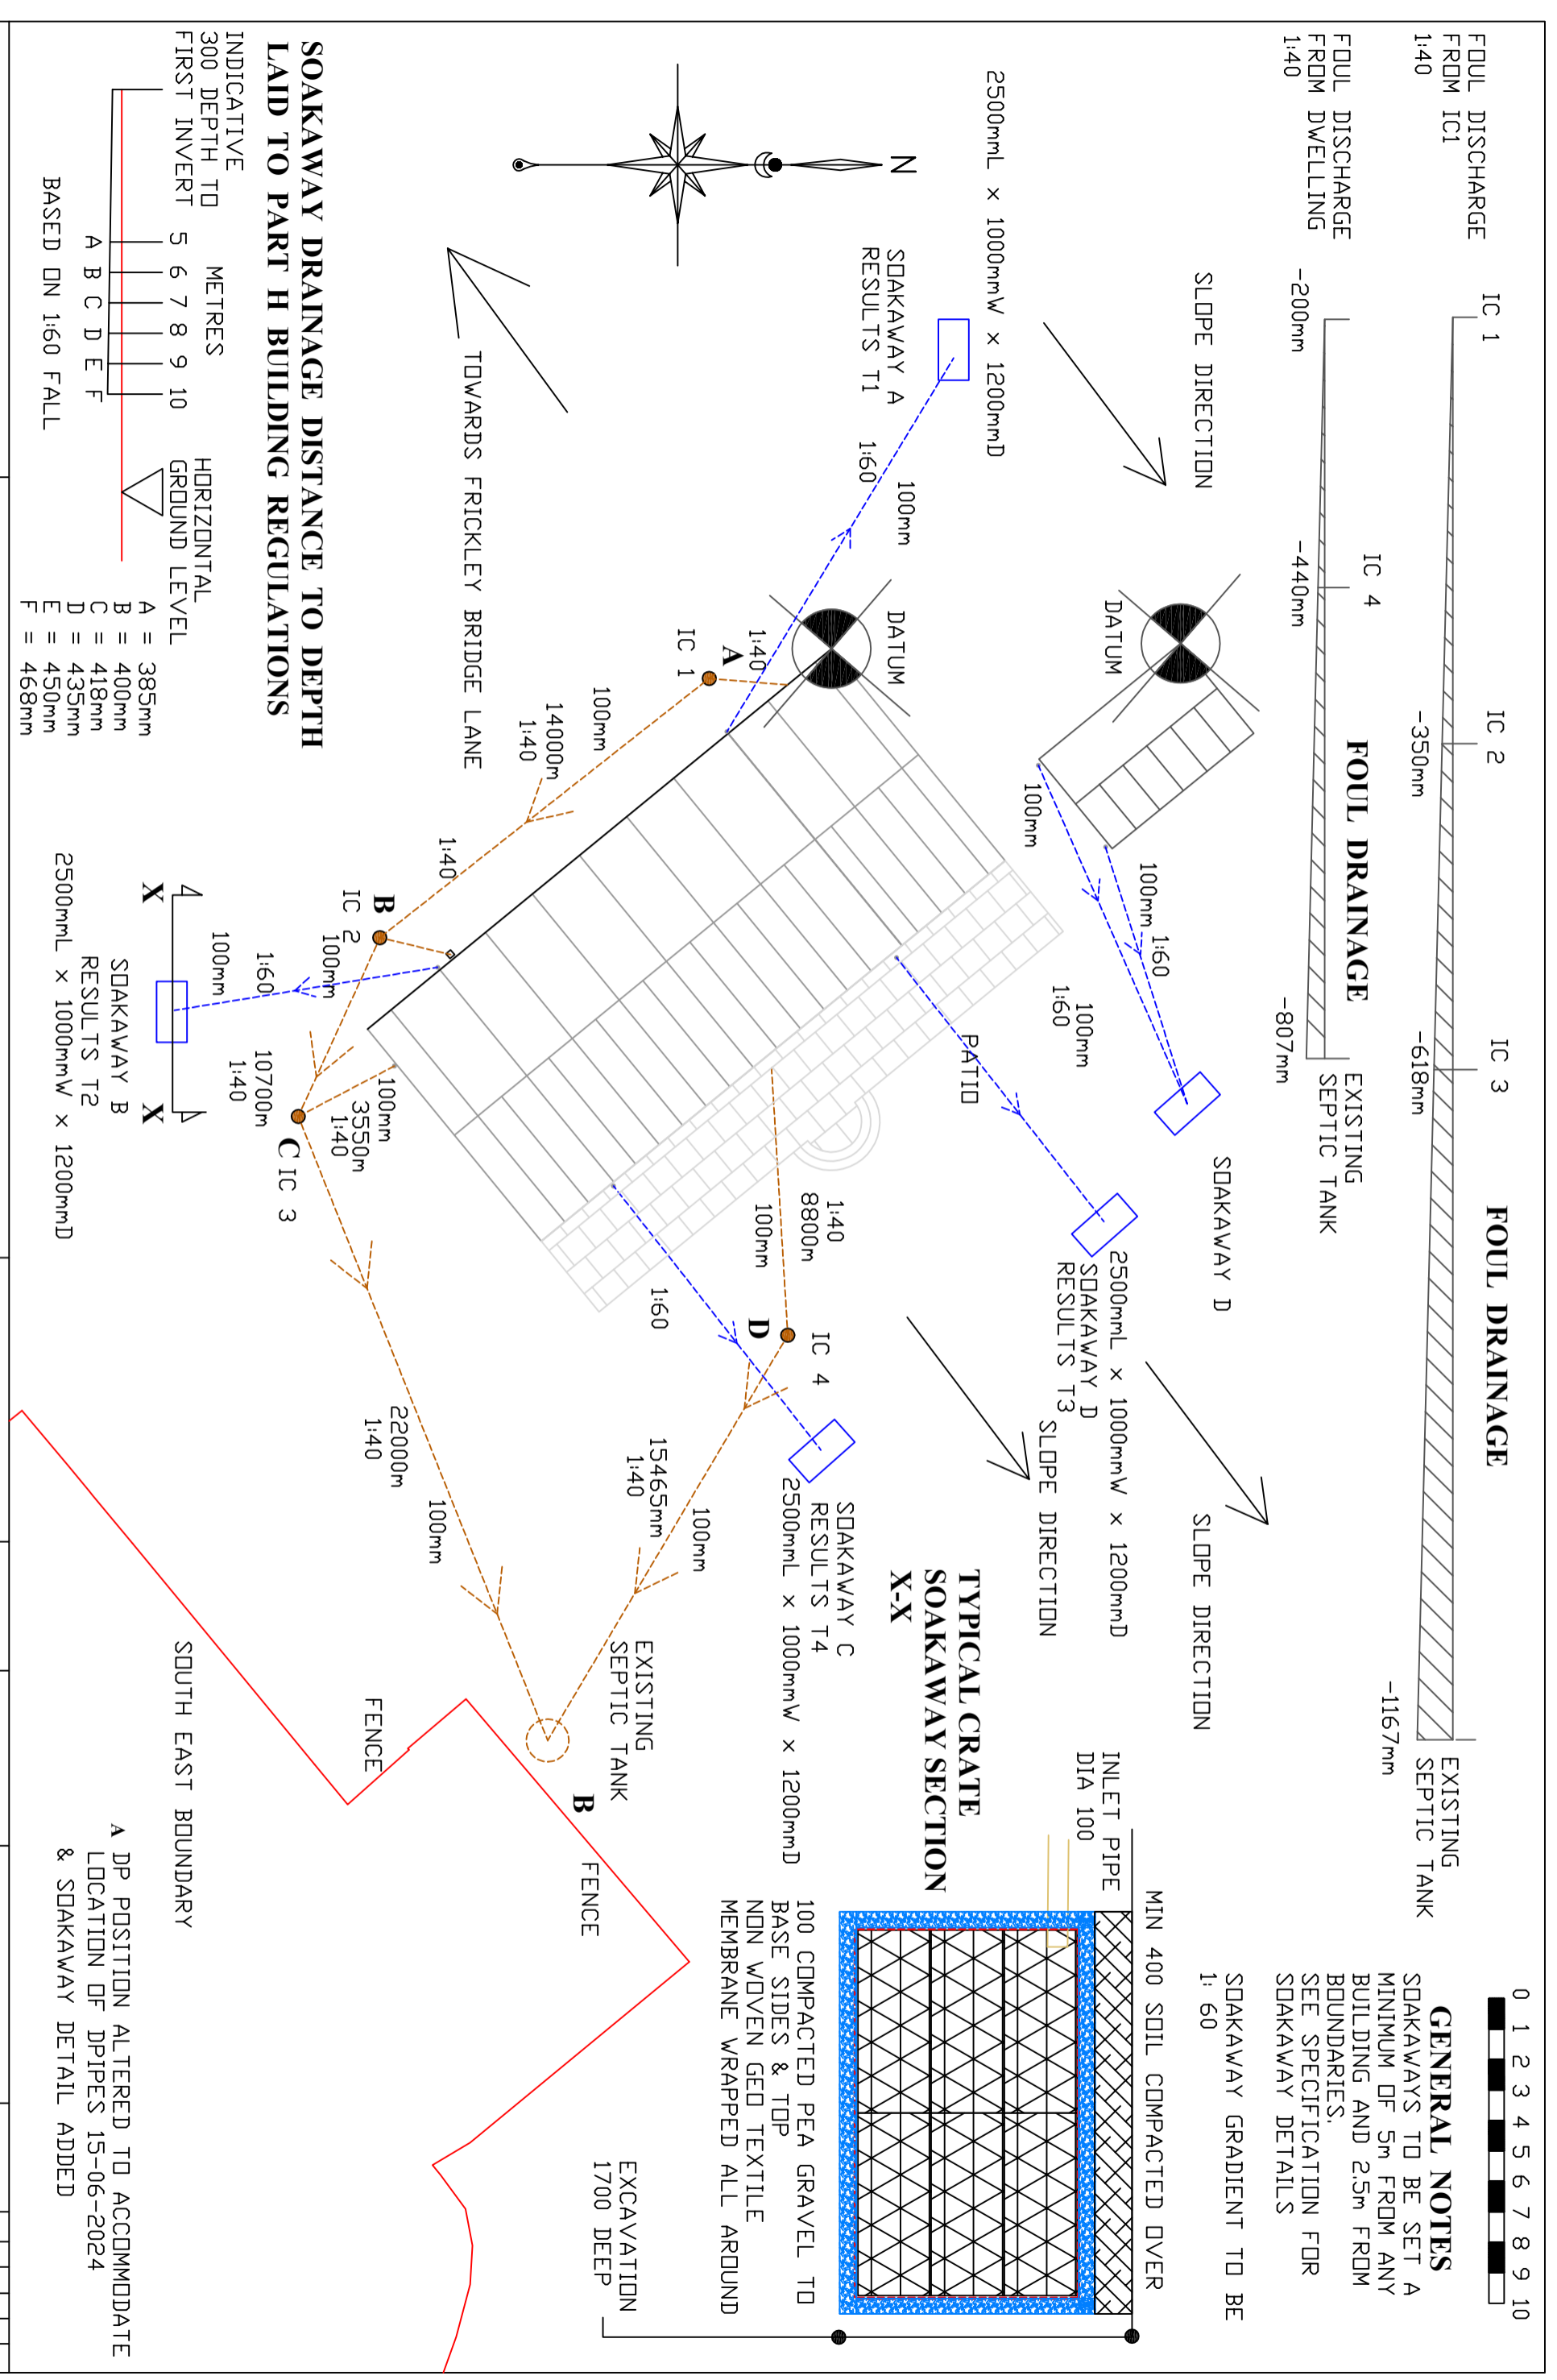 FOUL DISCHARGE
FROM IC1
1:40
IC 1
IC 2
-350mm
IC 3
-618mm
-1167mm
EXISTING
SEPTIC TANK
FOUL DRAINAGE
FOUL DISCHARGE
FROM DWELLING
1:40
-200mm
IC 4
-440mm
-807mm
EXISTING
SEPTIC TANK
FOUL DRAINAGE
0 1 2 3 4 5 6 7 8 9 10
GENERAL NOTES
SOAKAWAYS TO BE SET A
MINIMUM OF 5m FROM ANY
BUILDING AND 2.5m FROM
BOUNDARIES.
SEE SPECIFICATION FOR
SOAKAWAY DETAILS
SOAKAWAY GRADIENT TO BE
1: 60
SLOPE DIRECTION
DATUM
100mm
100mm
1:60
100mm
1:60
SOAKAWAY D
2500mmL × 1000mmW × 1200mmD
SOAKAWAY D
RESULTS T3
SLOPE DIRECTION
SLOPE DIRECTION
2500mmL × 1000mmW × 1200mmD
SOAKAWAY A
RESULTS T1
1:60
100mm
N
DATUM
1:40
A
IC 1
PATIO
100mm
14000m
1:40
1:40
TOWARDS FRICKLEY BRIDGE LANE
B
IC 2
100mm
1:60
100mm
X
X
SOAKAWAY B
RESULTS T2
2500mmL × 1000mmW × 1200mmD
100mm
3550m
1:40
10700m
1:40
C
IC 3
1:40
8800m
100mm
D
IC 4
1:60
SOAKAWAY C
RESULTS T4
2500mmL × 1000mmW × 1200mmD
15465mm
1:40
100mm
22000m
1:40
100mm
EXISTING
SEPTIC TANK
B
FENCE
FENCE
SOUTH EAST BOUNDARY
TYPICAL CRATE
SOAKAWAY SECTION
X-X
INLET PIPE
DIA 100
MIN 400 SOIL COMPACTED OVER
100 COMPACTED PEA GRAVEL TO
BASE SIDES & TOP
NON WOVEN GEO TEXTILE
MEMBRANE WRAPPED ALL AROUND
EXCAVATION
1700 DEEP
A DP POSITION ALTERED TO ACCOMMODATE
LOCATION OF DPIPES 15-06-2024
& SOAKAWAY DETAIL ADDED
SOAKAWAY DRAINAGE DISTANCE TO DEPTH
LAID TO PART H BUILDING REGULATIONS
INDICATIVE
300 DEPTH TO
FIRST INVERT
METRES
5 6 7 8 9 10
A B C D E F
BASED ON 1:60 FALL
HORIZONTAL
GROUND LEVEL
A = 385mm
B = 400mm
C = 418mm
D = 435mm
E = 450mm
F = 468mm